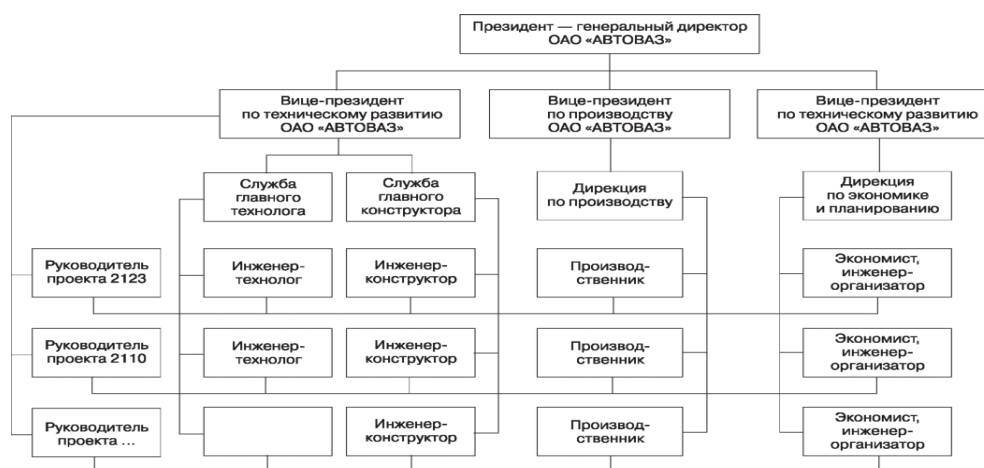 Президент — генеральный директор
ОАО «АВТОВАЗ»
Вице-президент
по техническому развитию
ОАО «АВТОВАЗ»
Вице-президент
по производству
ОАО «АВТОВАЗ»
Вице-президент
по техническому развитию
ОАО «АВТОВАЗ»
Служба
главного
технолога
Служба
главного
конструктора
Дирекция
по производству
Дирекция
по экономике
и планированию
Руководитель
проекта 2123
Инженер-
технолог
Инженер-
конструктор
Производ-
ственник
Экономист,
инженер-
организатор
Руководитель
проекта 2110
Инженер-
технолог
Инженер-
конструктор
Производ-
ственник
Экономист,
инженер-
организатор
Руководитель
проекта ...
Инженер-
конструктор
Производ-
ственник
Экономист,
инженер-
организатор